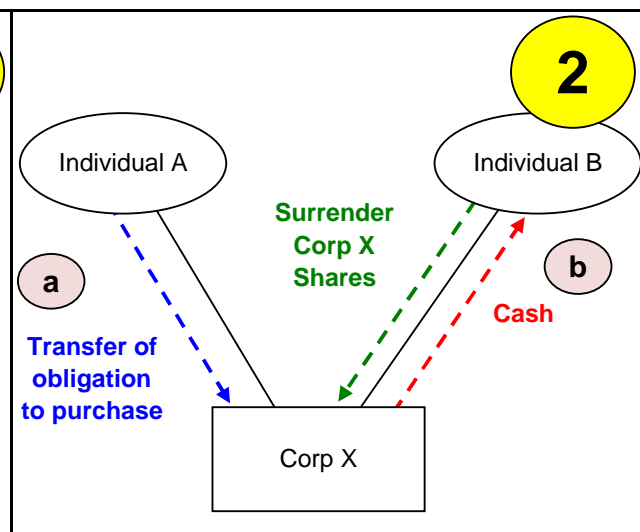 2
Individual A
Individual B
Surrender
Corp X
Shares
a
b
Cash
Transfer of
obligation
to purchase
Corp X